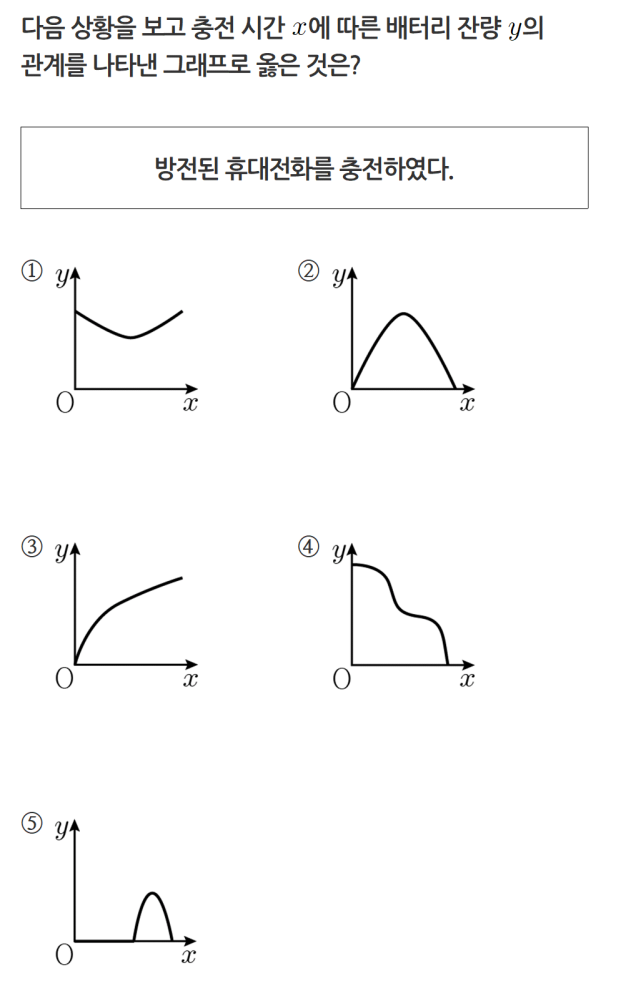 다음 상황을 보고 충전 시간 x에 따른 배터리 잔량 y의
관계를 나타낸 그래프로 옳은 것은?
방전된 휴대전화를 충전하였다.
① y O x
② y O x
③ y O x
④ y O x
⑤ y O x